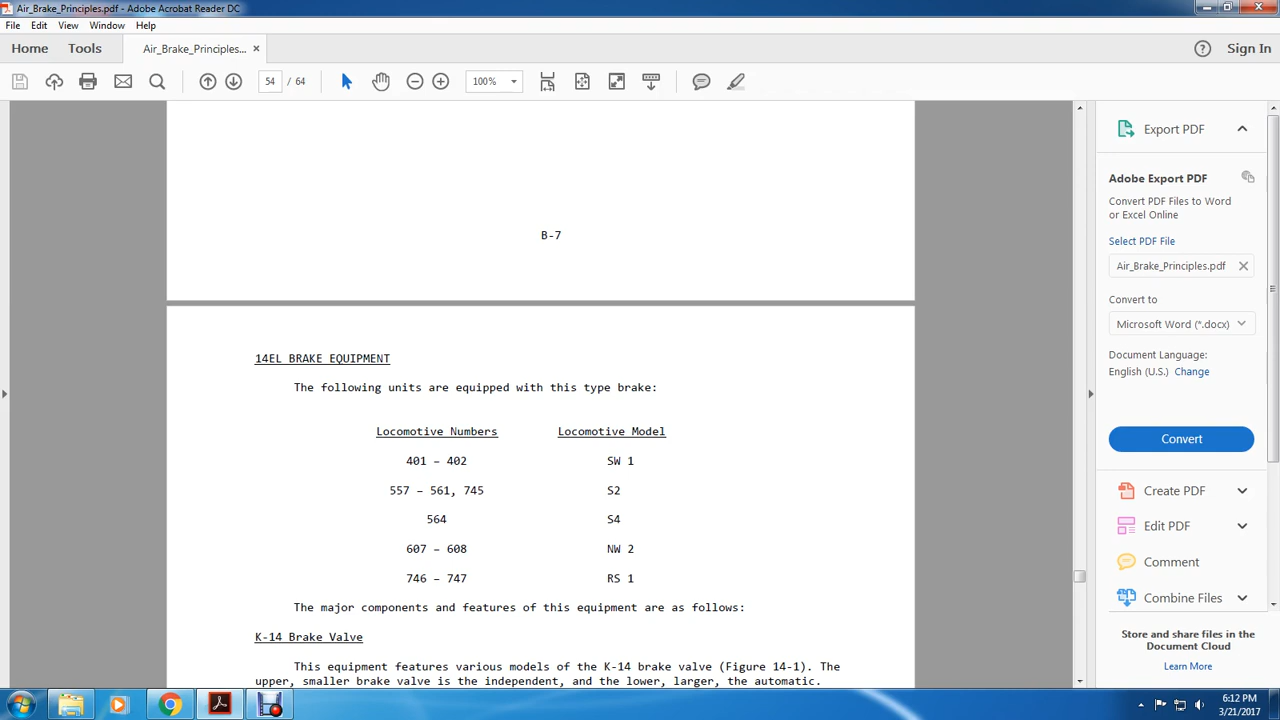 Air_Brake_Principles.pdf - Adobe Acrobat Reader DC
File Edit View Window Help
Home Tools Air_Brake_Principles... × Sign In
54 / 64 100%
B-7
14EL BRAKE EQUIPMENT
The following units are equipped with this type brake:
Locomotive Numbers Locomotive Model
401 – 402 SW 1
557 – 561, 745 S2
564 S4
607 – 608 NW 2
746 – 747 RS 1
The major components and features of this equipment are as follows:
K-14 Brake Valve
This equipment features various models of the K-14 brake valve (Figure 14-1). The
upper, smaller brake valve is the independent, and the lower, larger, the automatic.
Export PDF
Adobe Export PDF
Convert PDF Files to Word
or Excel Online
Select PDF File
Air_Brake_Principles.pdf
Convert to
Microsoft Word (*.docx)
Document Language:
English (U.S.) Change
Convert
Create PDF
Edit PDF
Comment
Combine Files
Store and share files in the
Document Cloud
Learn More
6:12 PM
3/21/2017